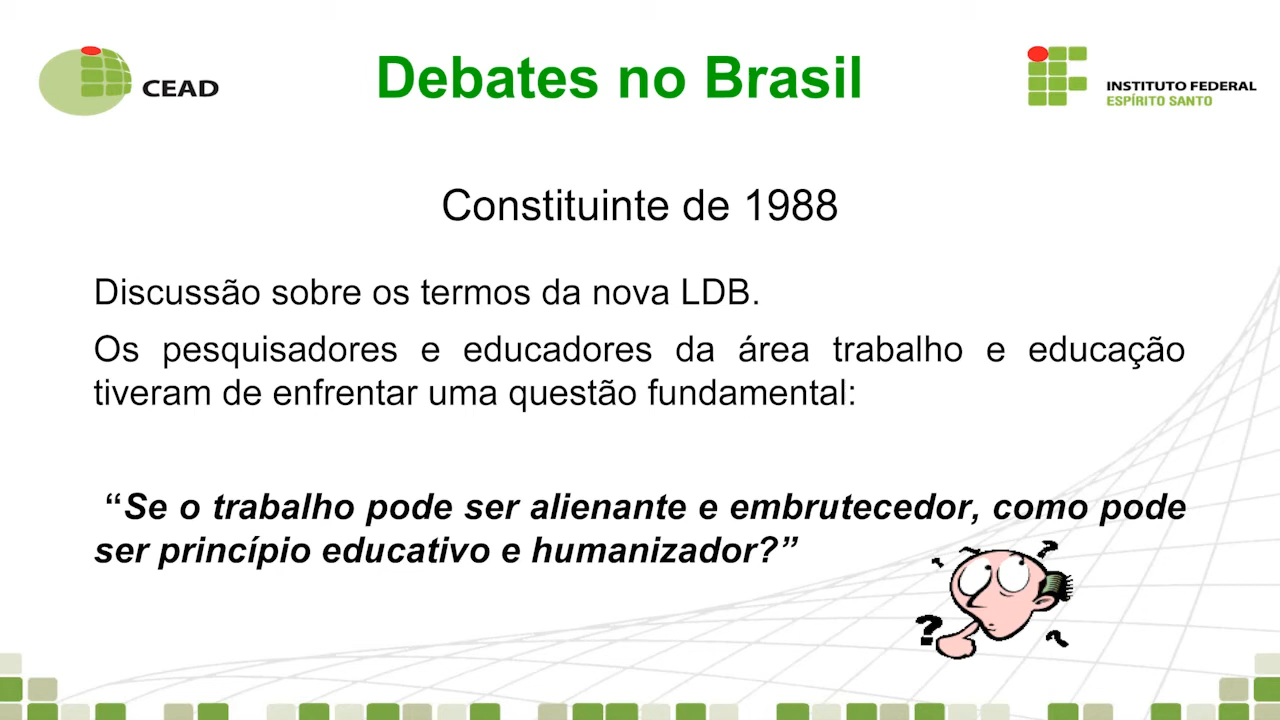 CEAD
Debates no Brasil
INSTITUTO FEDERAL
ESPÍRITO SANTO
Constituinte de 1988
Discussão sobre os termos da nova LDB.
Os pesquisadores e educadores da área trabalho e educação
tiveram de enfrentar uma questão fundamental:
“Se o trabalho pode ser alienante e embrutecedor, como pode
ser princípio educativo e humanizador?”